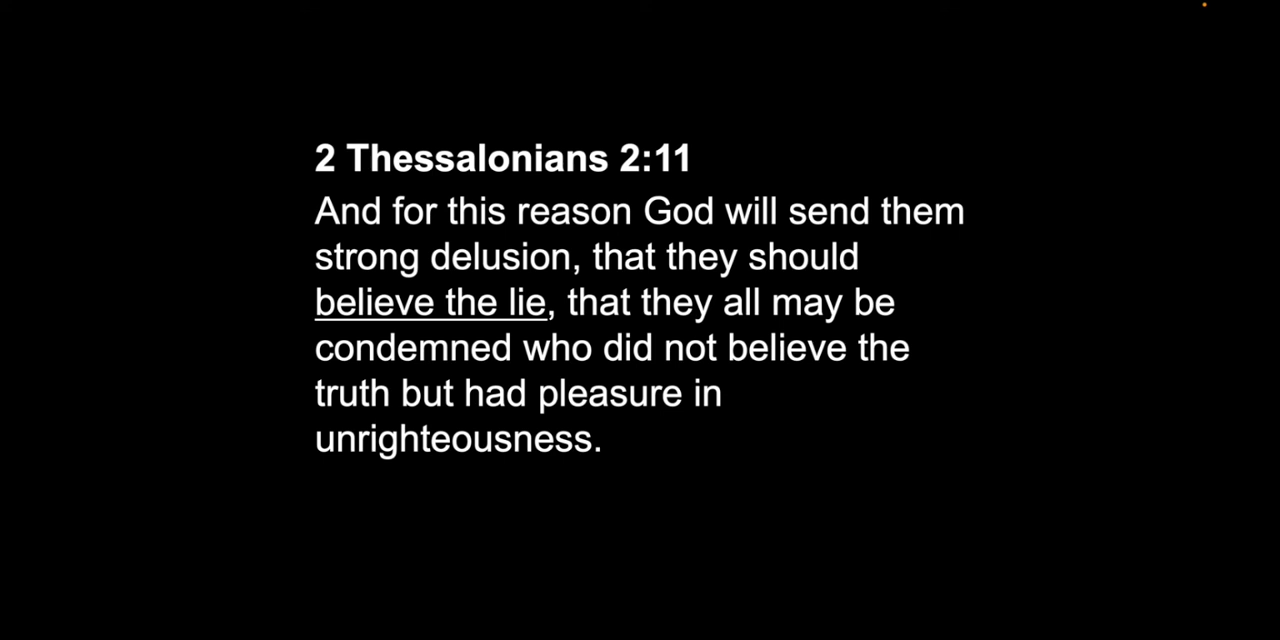 2 Thessalonians 2:11
And for this reason God will send them
strong delusion, that they should
believe the lie, that they all may be
condemned who did not believe the
truth but had pleasure in
unrighteousness.